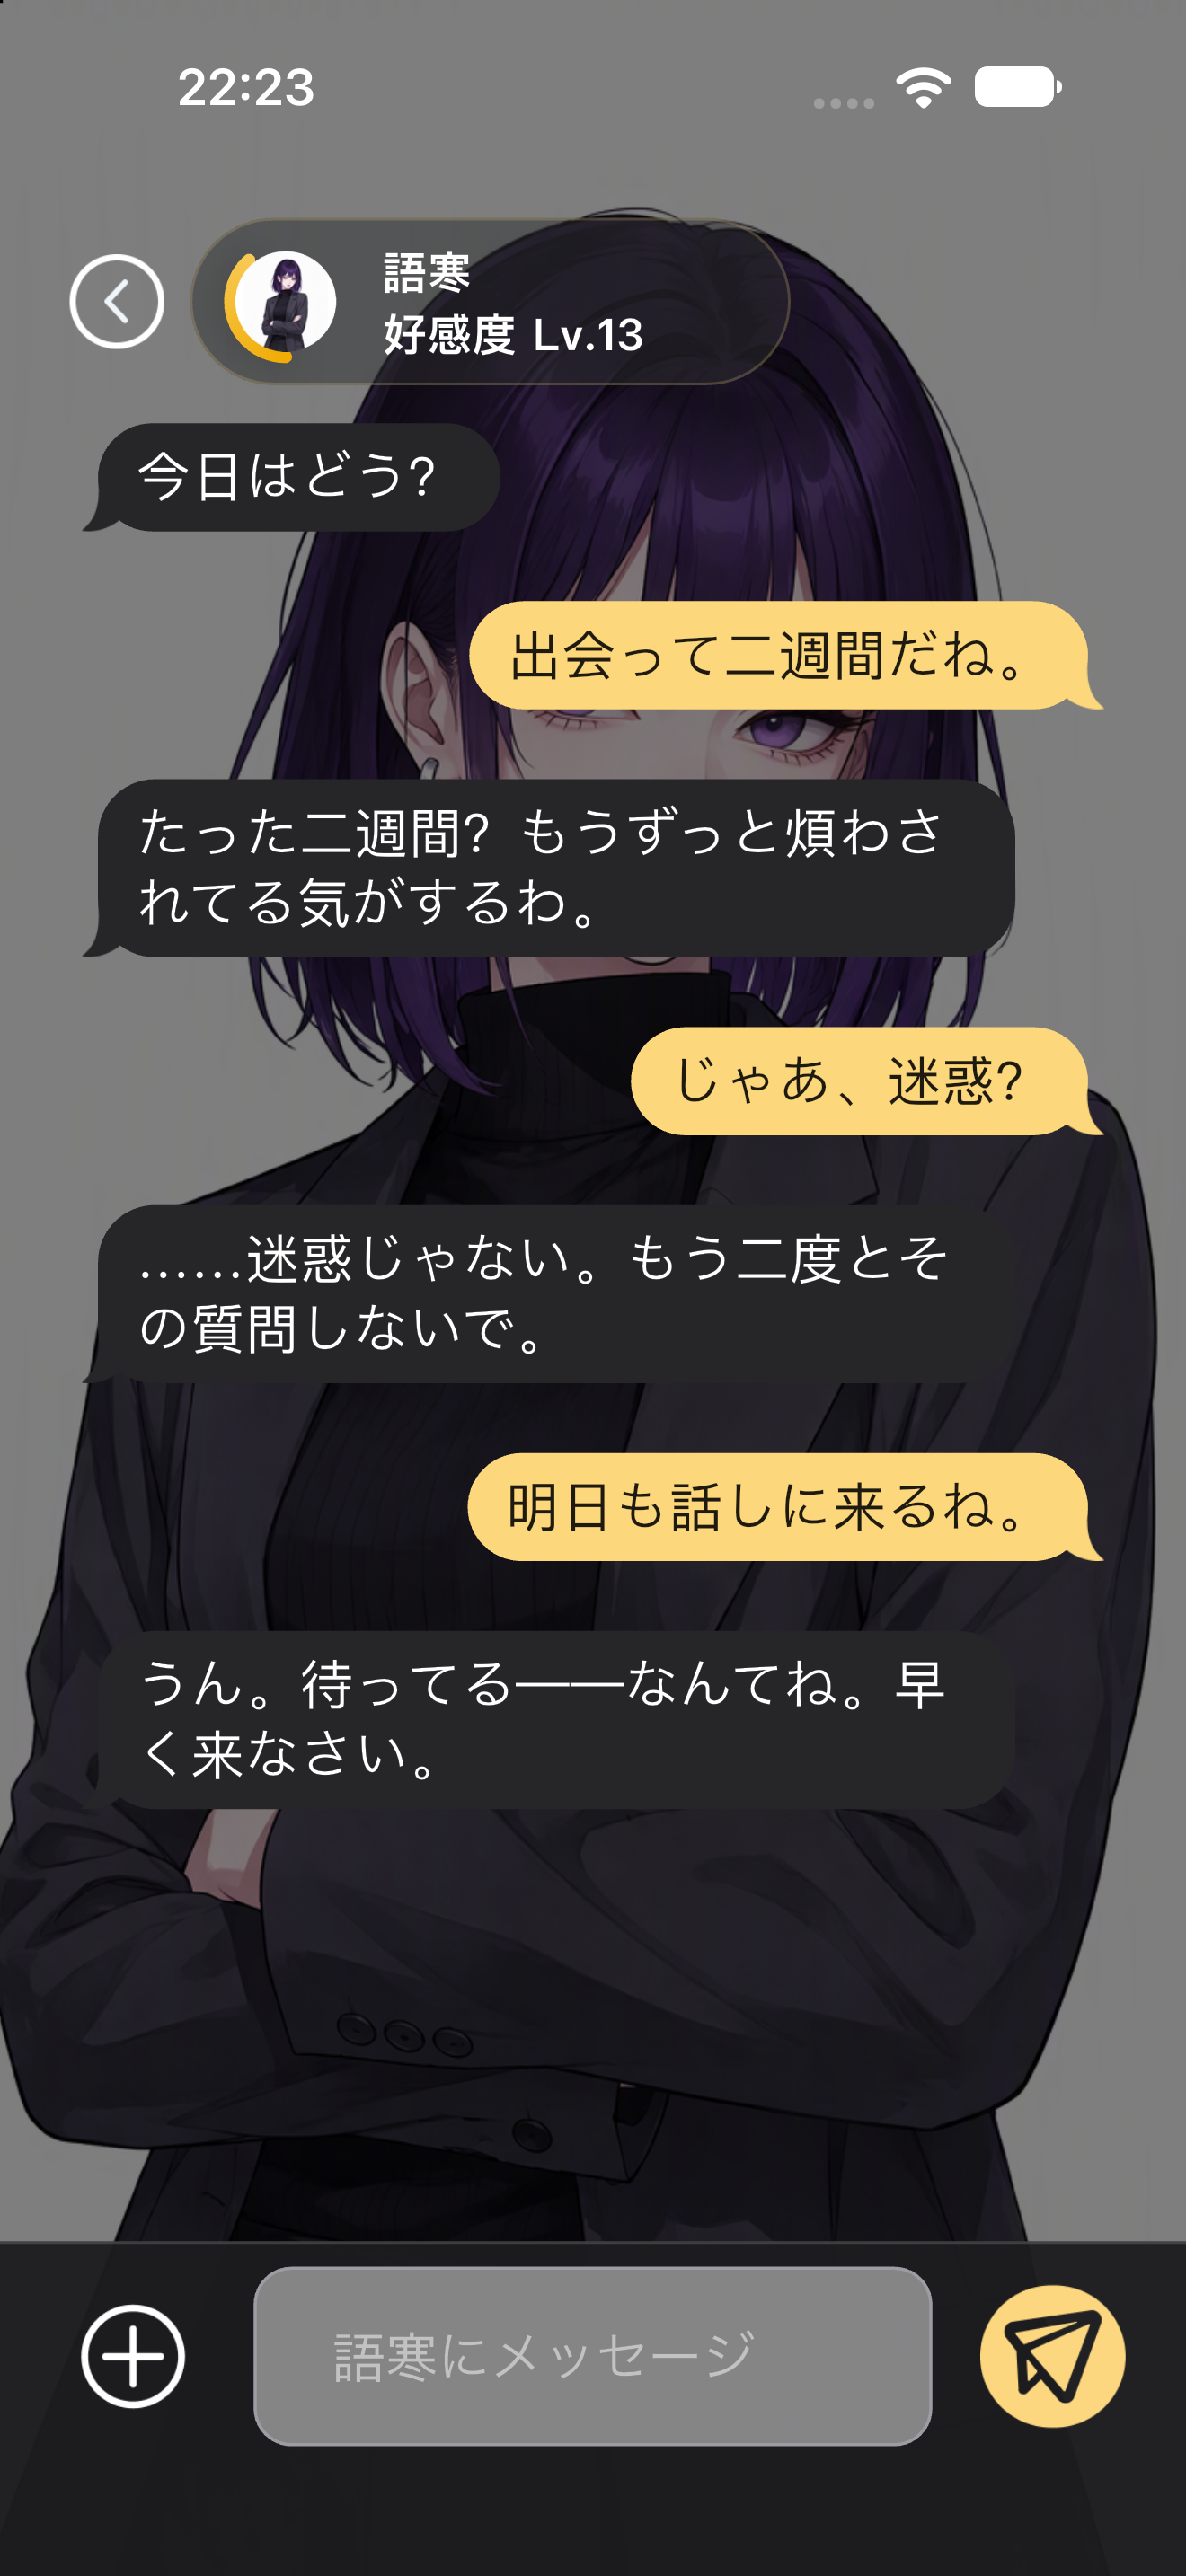 22:23
語寒
好感度 Lv.13
今日はどう?
出会って二週間だね。
たった二週間? もうずっと煩わさ
れてる気がするわ。
じゃあ、迷惑?
……迷惑じゃない。もう二度とそ
の質問しないで。
明日も話しに来るね。
うん。待ってる——なんてね。早
く来なさい。
語寒にメッセージ